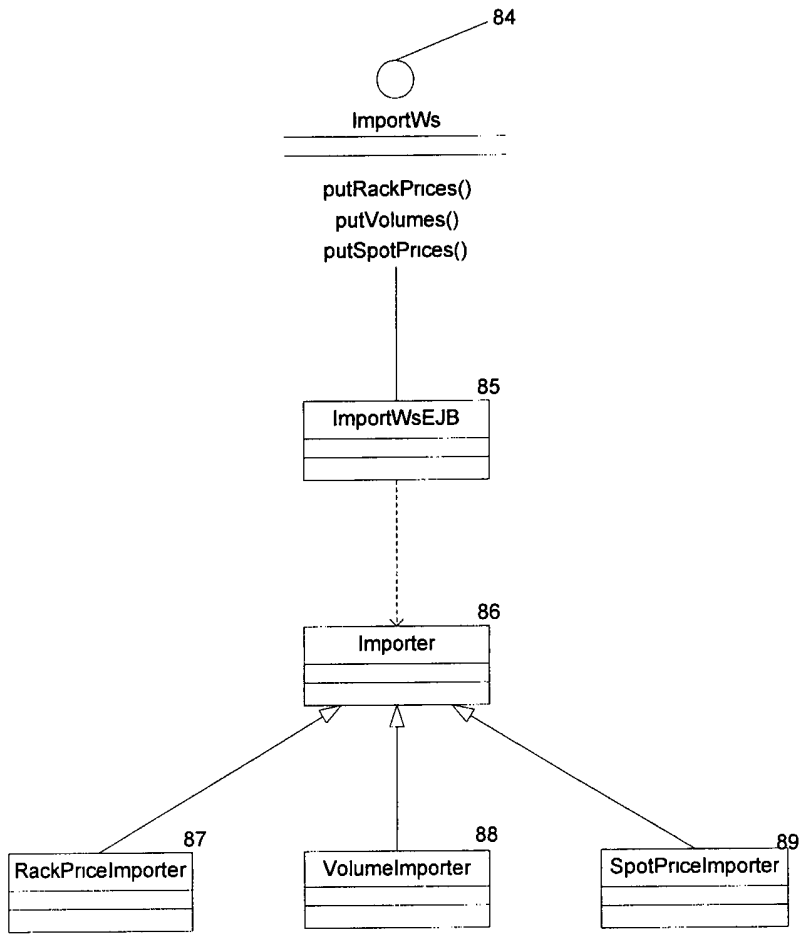 84
ImportWs
putRackPrices()
putVolumes()
putSpotPrices()
85
ImportWsEJB
86
Importer
87
RackPriceImporter
88
VolumeImporter
89
SpotPriceImporter